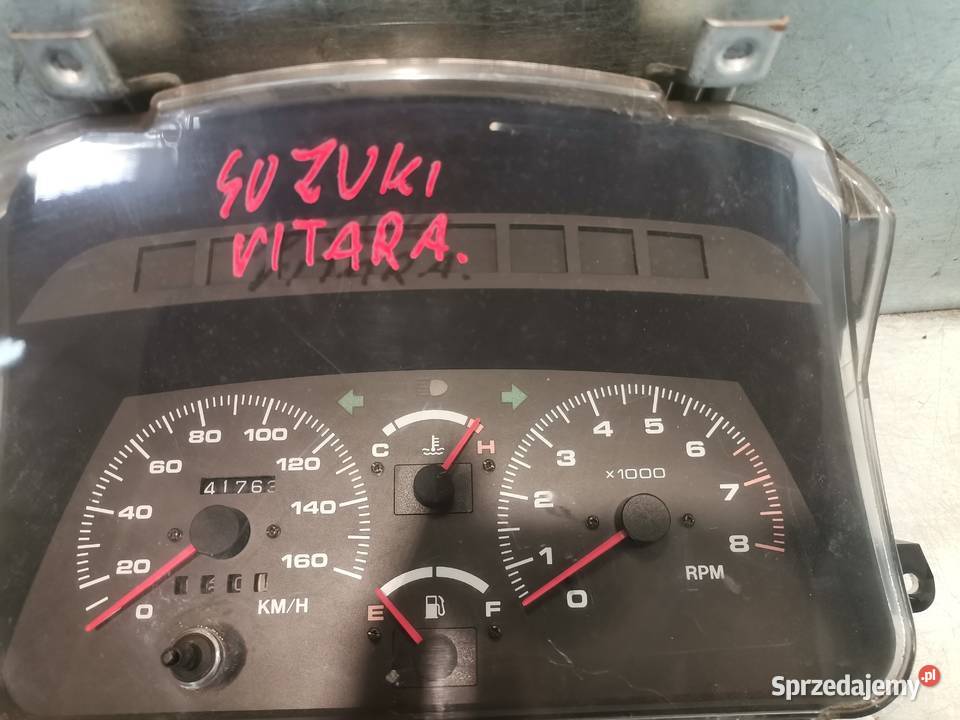 SUZUKI
VITARA.
C H
80 100
60 120
40 140
20 160
0
41763
KM/H
E F
x1000
4 5
3 6
2 7
1 8
0
RPM
Sprzedajemy.pl